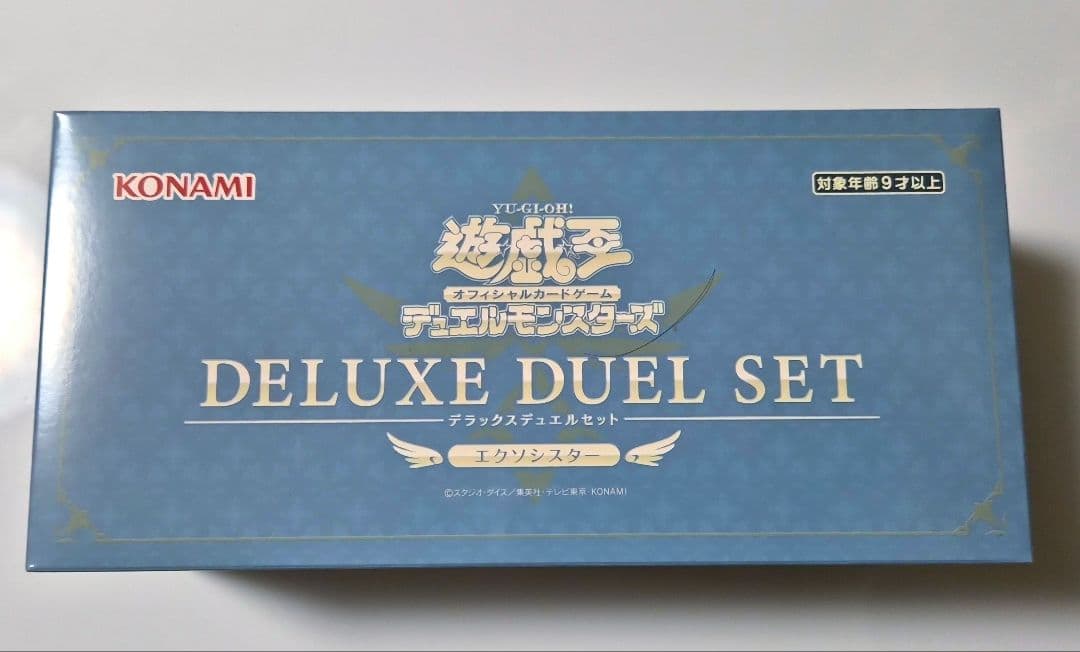 KONAMI
対象年齢9才以上
YU-GI-OH!
遊戯王
オフィシャルカードゲーム
デュエルモンスターズ
DELUXE DUEL SET
デラックスデュエルセット
エクソシスター
©スタジオ・ダイス/集英社・テレビ東京・KONAMI